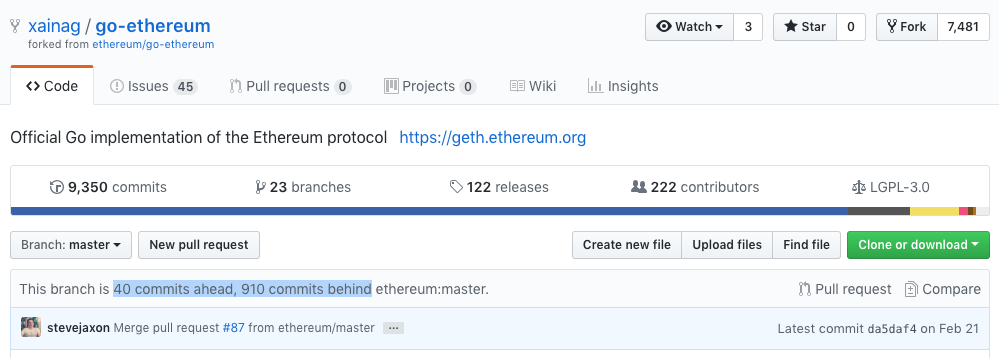 xainag / go-ethereum
forked from ethereum/go-ethereum
Watch 3
Star 0
Fork 7,481
Code
Issues 45
Pull requests 0
Projects 0
Wiki
Insights
Official Go implementation of the Ethereum protocol https://geth.ethereum.org
9,350 commits
23 branches
122 releases
222 contributors
LGPL-3.0
Branch: master
New pull request
Create new file
Upload files
Find file
Clone or download
This branch is 40 commits ahead, 910 commits behind ethereum:master.
Pull request
Compare
stevejaxon Merge pull request #87 from ethereum/master ...
Latest commit da5daf4 on Feb 21